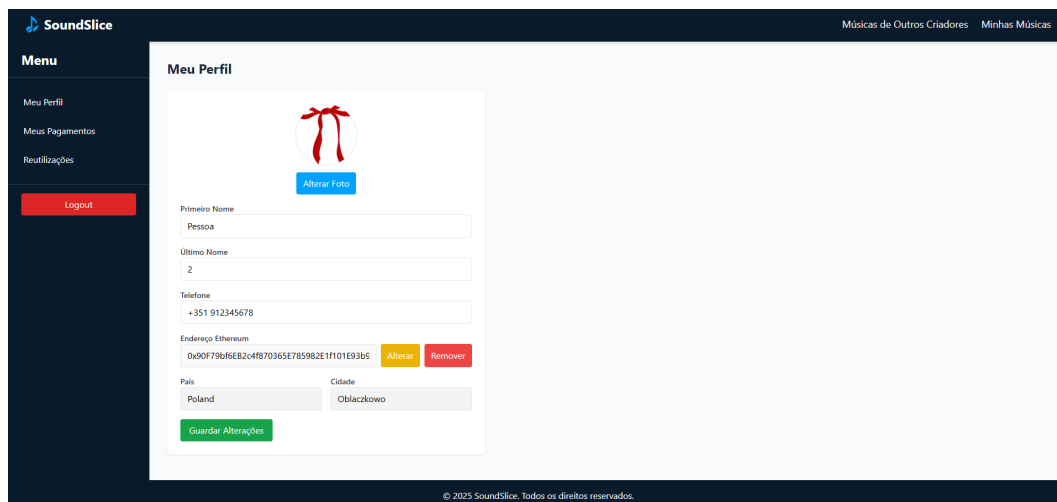 SoundSlice
Músicas de Outros Criadores Minhas Músicas
Menu
Meu Perfil
Meus Pagamentos
Reutilizações
Logout
Meu Perfil
Alterar Foto
Primeiro Nome
Pessoa
Último Nome
2
Telefone
+351 912345678
Endereço Ethereum
0x90F79bf6EB2c4f870365E785982E1f101E93b9
Alterar Remover
País Cidade
Poland Oblaczkowo
Guardar Alterações
© 2025 SoundSlice. Todos os direitos reservados.